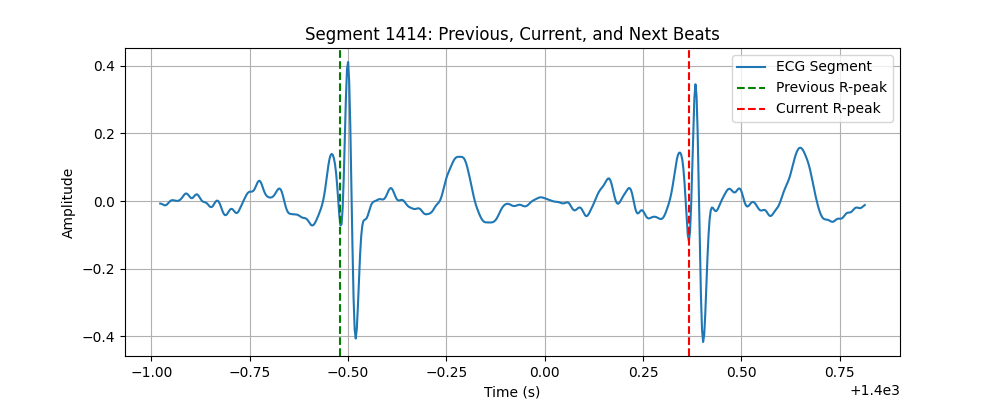 Segment 1414: Previous, Current, and Next Beats
ECG Segment
Previous R-peak
Current R-peak
Amplitude
0.4
0.2
0.0
−0.2
−0.4
−1.00 −0.75 −0.50 −0.25 0.00 0.25 0.50 0.75
+1.4e3
Time (s)